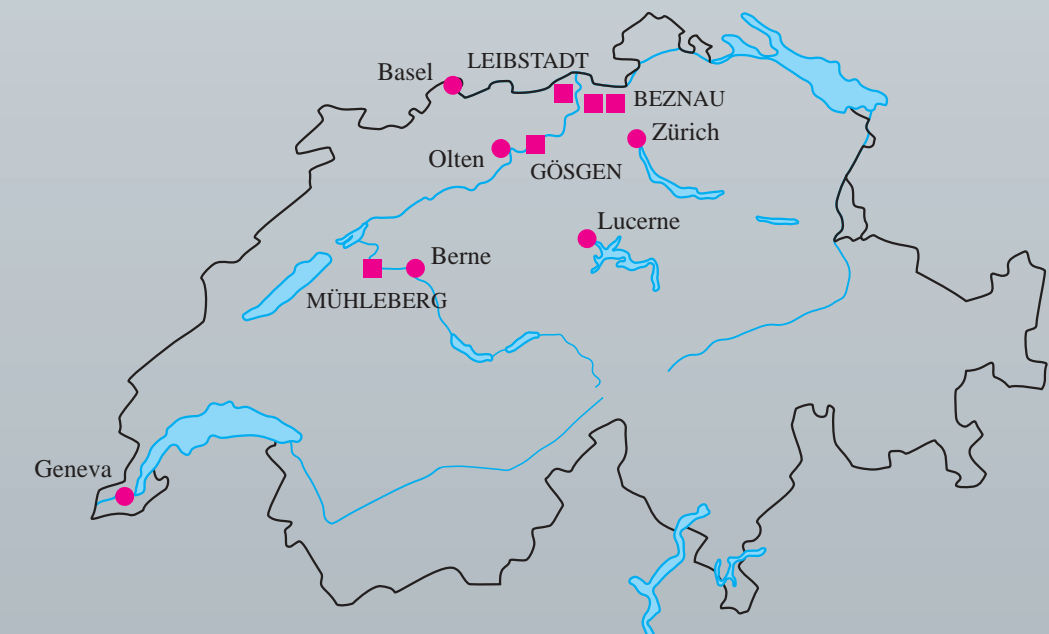 LEIBSTADT
Basel
BEZNAU
Zürich
Olten
GÖSGEN
Lucerne
Berne
MÜHLEBERG
Geneva